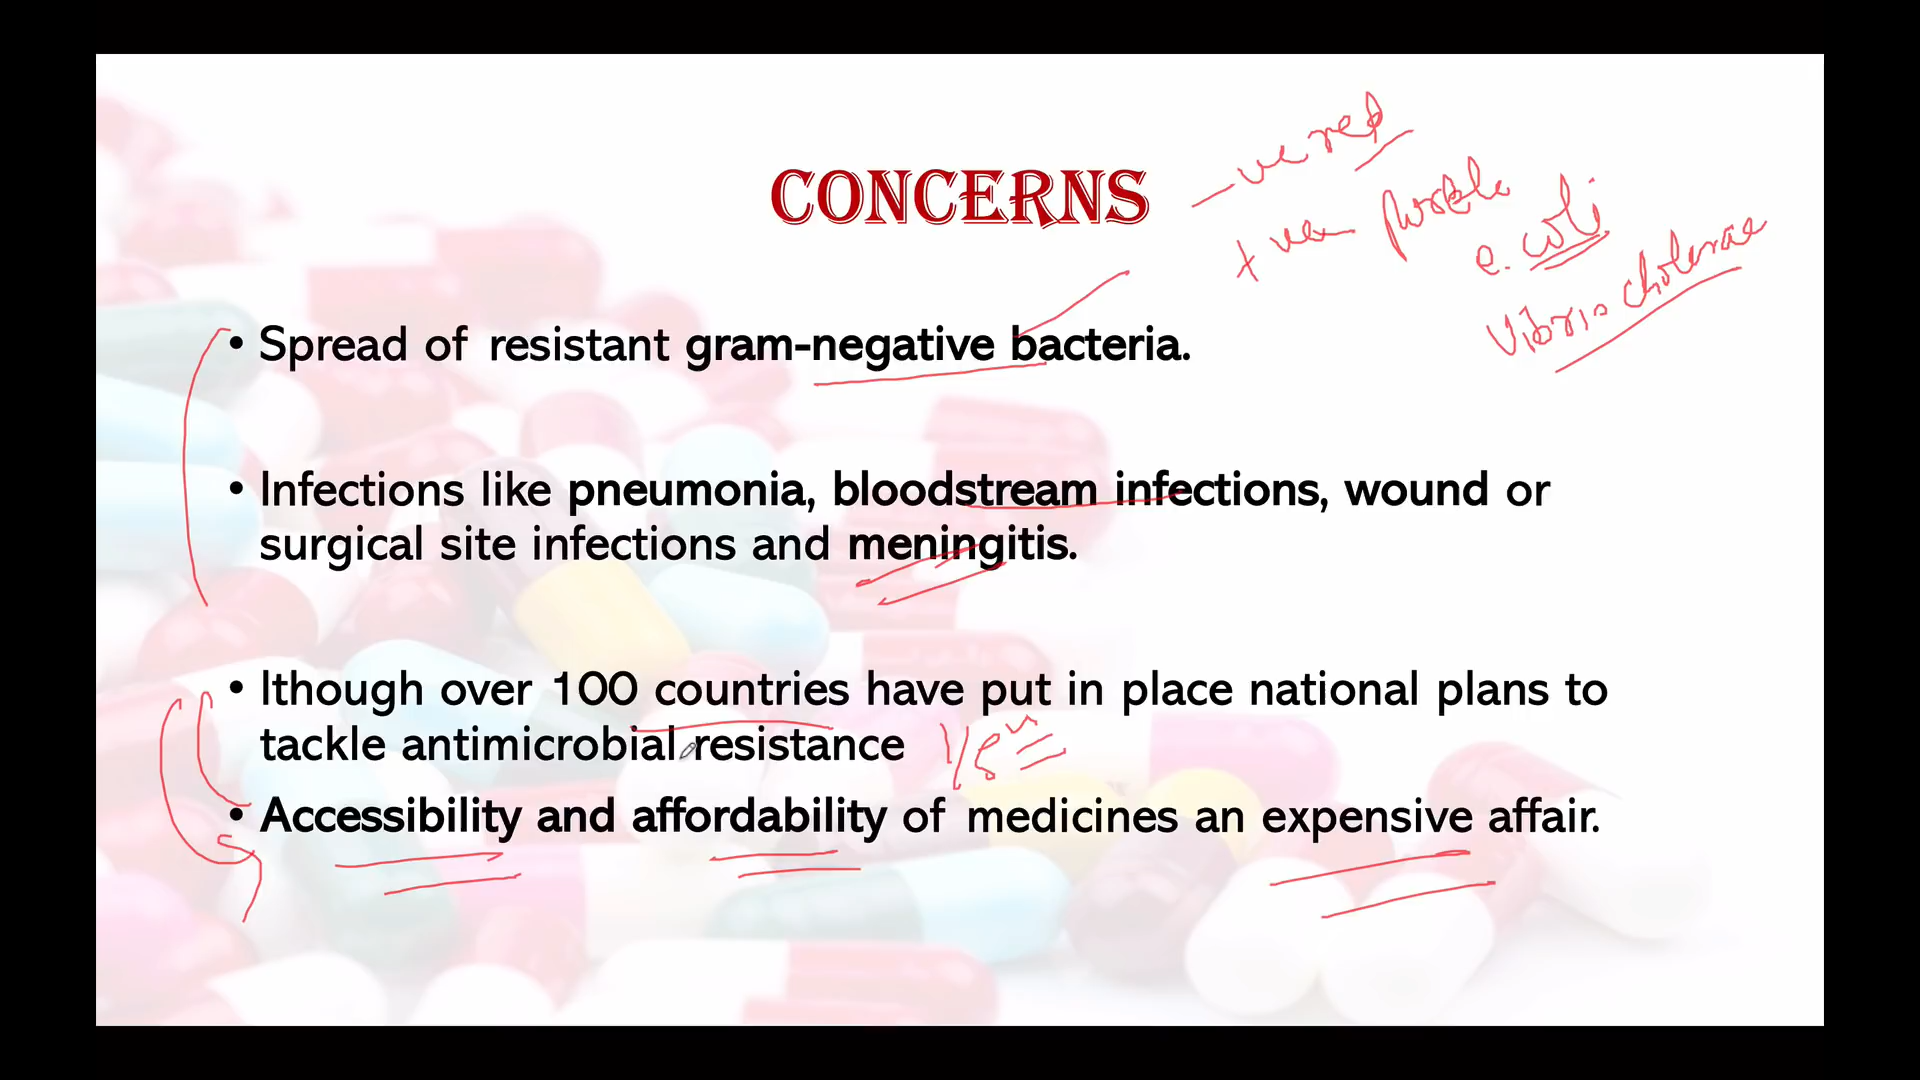 CONCERNS
-ve red
+ve purple
e. coli
Vibrio cholerae
• Spread of resistant gram-negative bacteria.
• Infections like pneumonia, bloodstream infections, wound or
surgical site infections and meningitis.
• lthough over 100 countries have put in place national plans to
tackle antimicrobial resistance
• Accessibility and affordability of medicines an expensive affair.